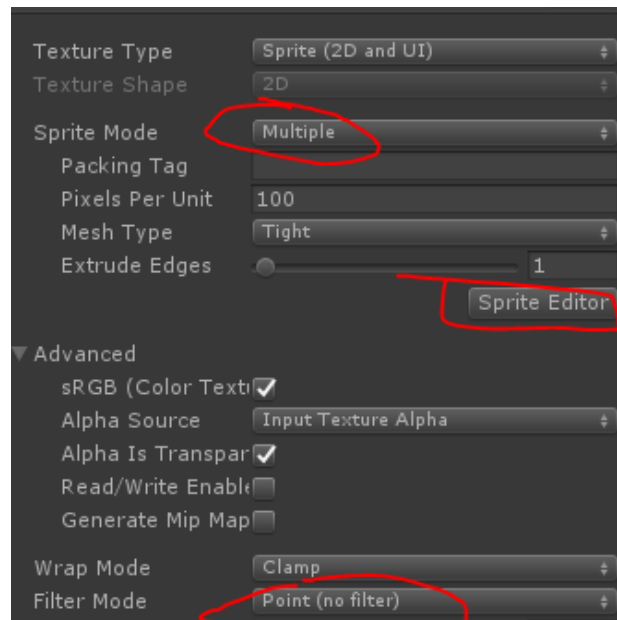 Texture Type Sprite (2D and UI)
Texture Shape 2D
Sprite Mode Multiple
Packing Tag
Pixels Per Unit 100
Mesh Type Tight
Extrude Edges 1
Sprite Editor
Advanced
sRGB (Color Textu
Alpha Source Input Texture Alpha
Alpha Is Transpar
Read/Write Enable
Generate Mip Map
Wrap Mode Clamp
Filter Mode Point (no filter)